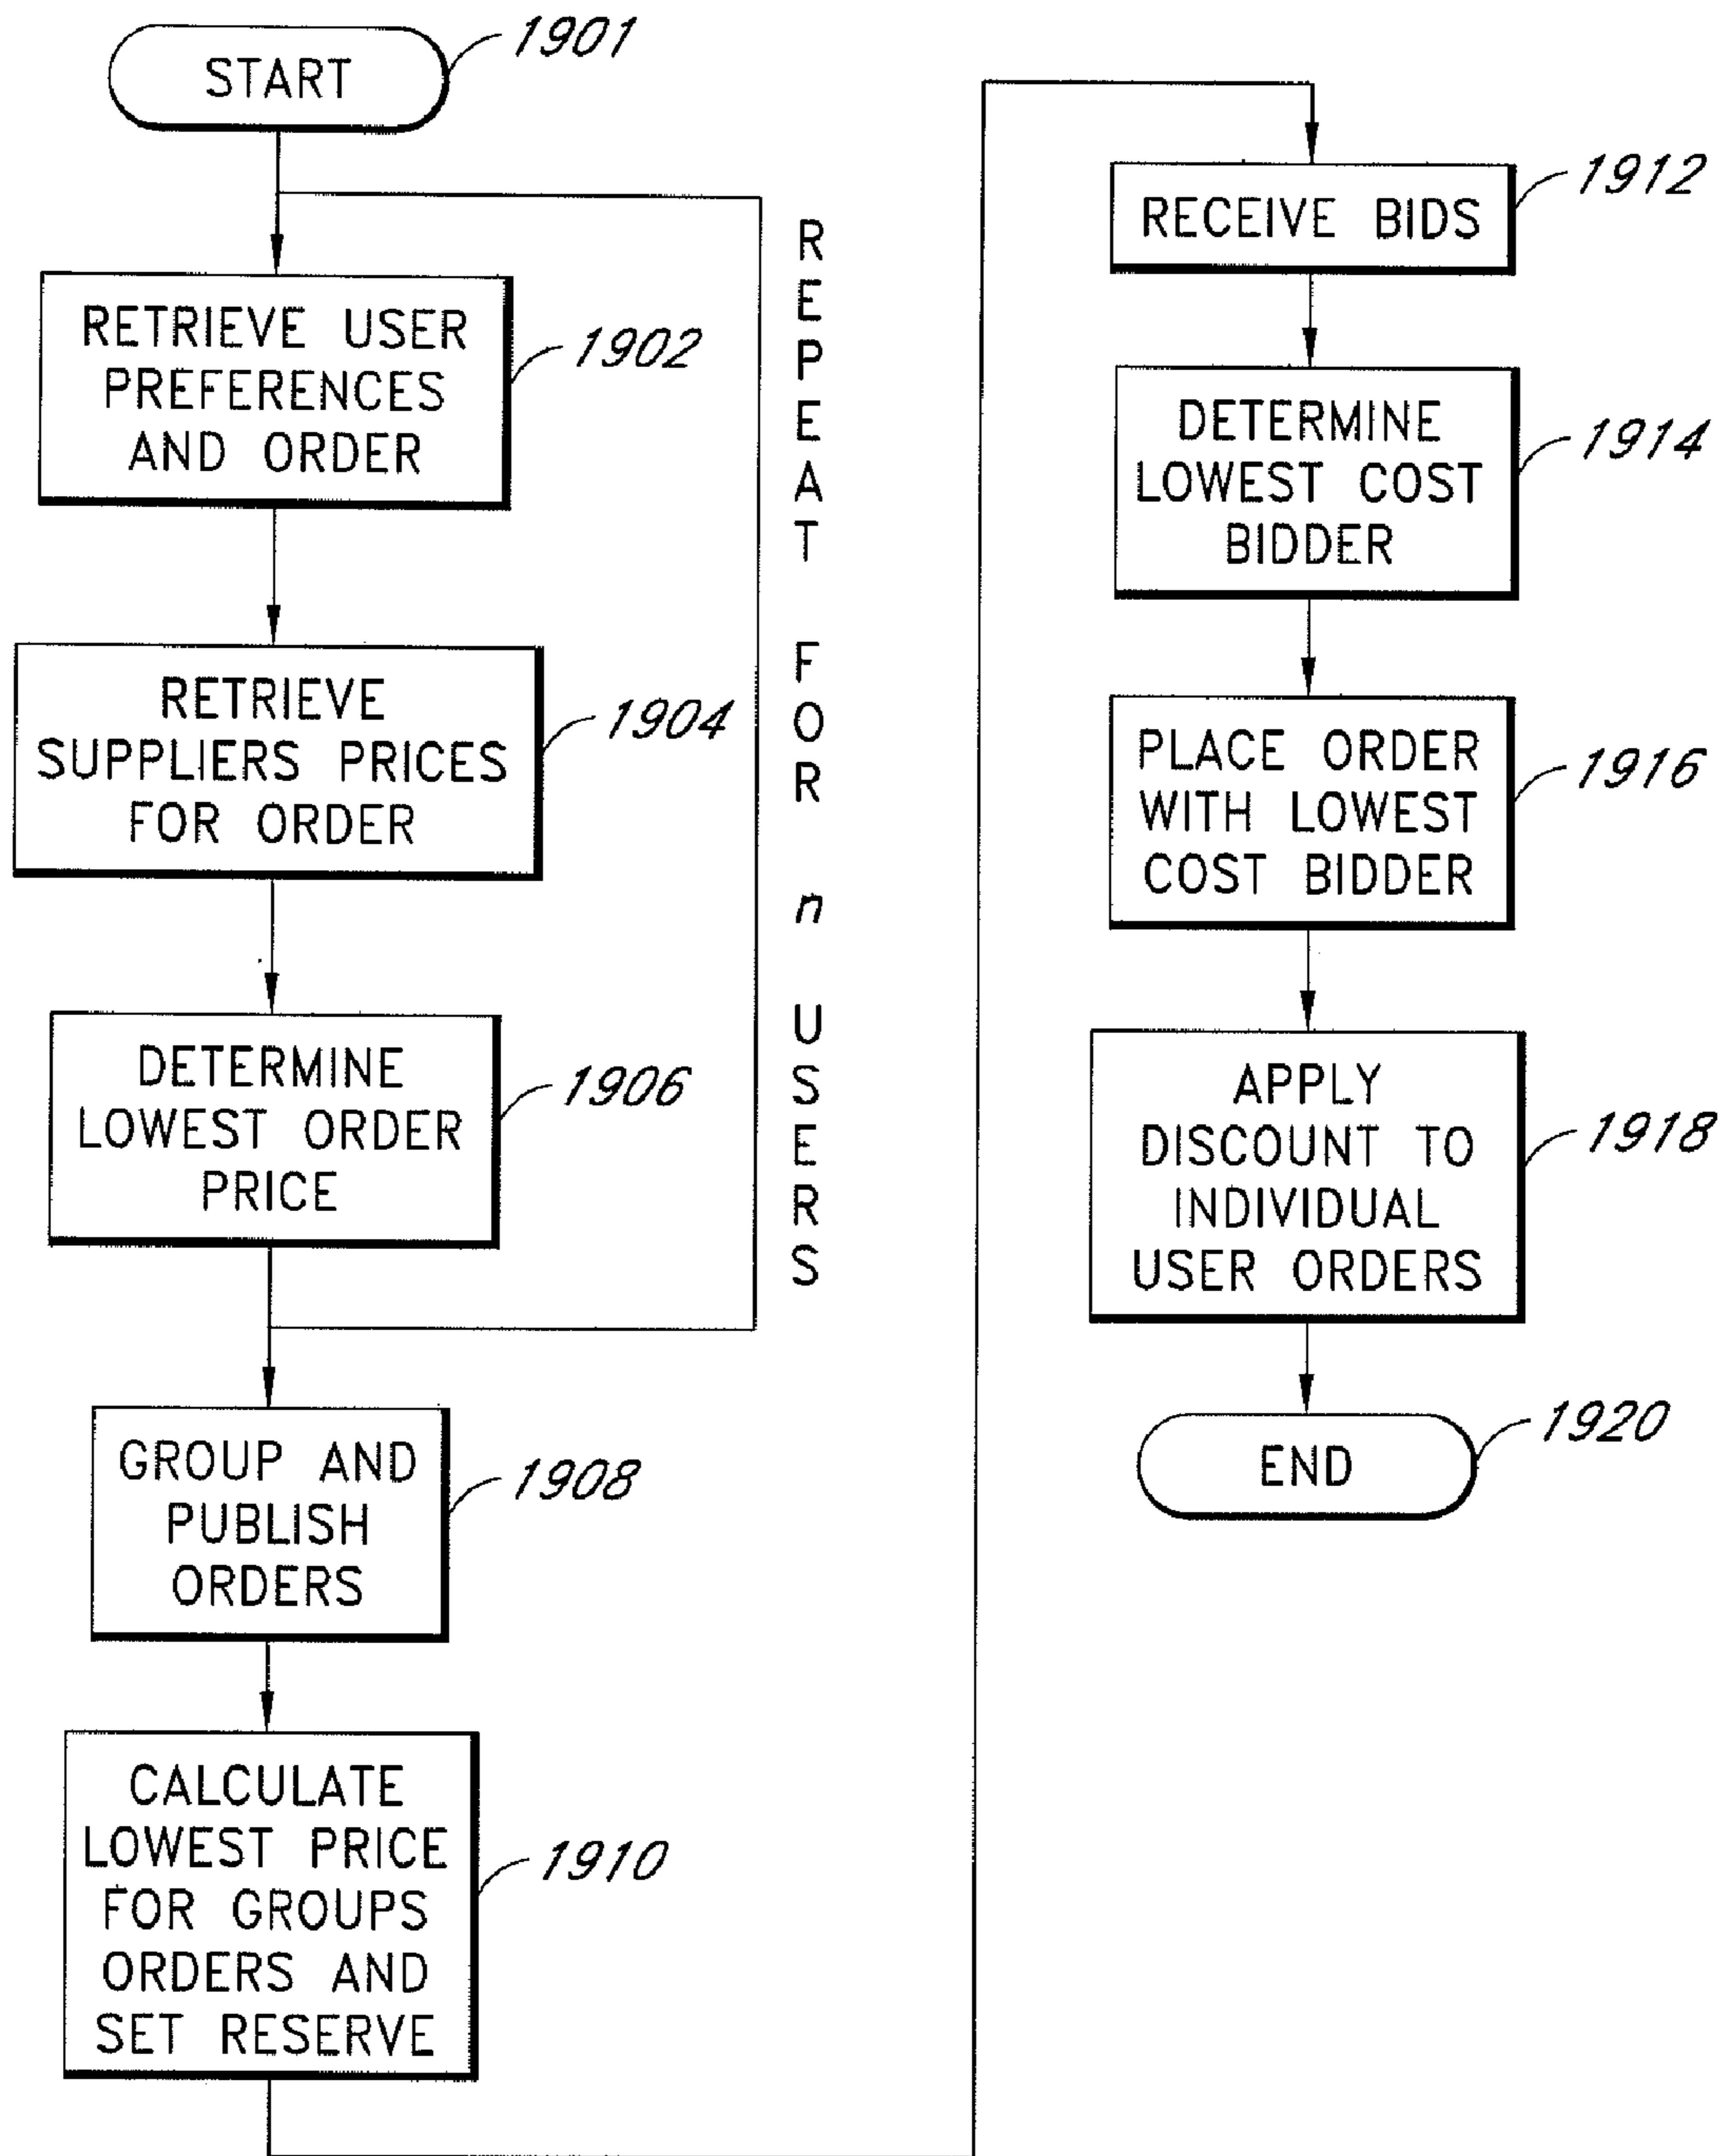 START
1901
RETRIEVE USER
PREFERENCES
AND ORDER
1902
RETRIEVE
SUPPLIERS PRICES
FOR ORDER
1904
DETERMINE
LOWEST ORDER
PRICE
1906
REPEAT FOR n USERS
GROUP AND
PUBLISH
ORDERS
1908
CALCULATE
LOWEST PRICE
FOR GROUPS
ORDERS AND
SET RESERVE
1910
RECEIVE BIDS
1912
DETERMINE
LOWEST COST
BIDDER
1914
PLACE ORDER
WITH LOWEST
COST BIDDER
1916
APPLY
DISCOUNT TO
INDIVIDUAL
USER ORDERS
1918
END
1920